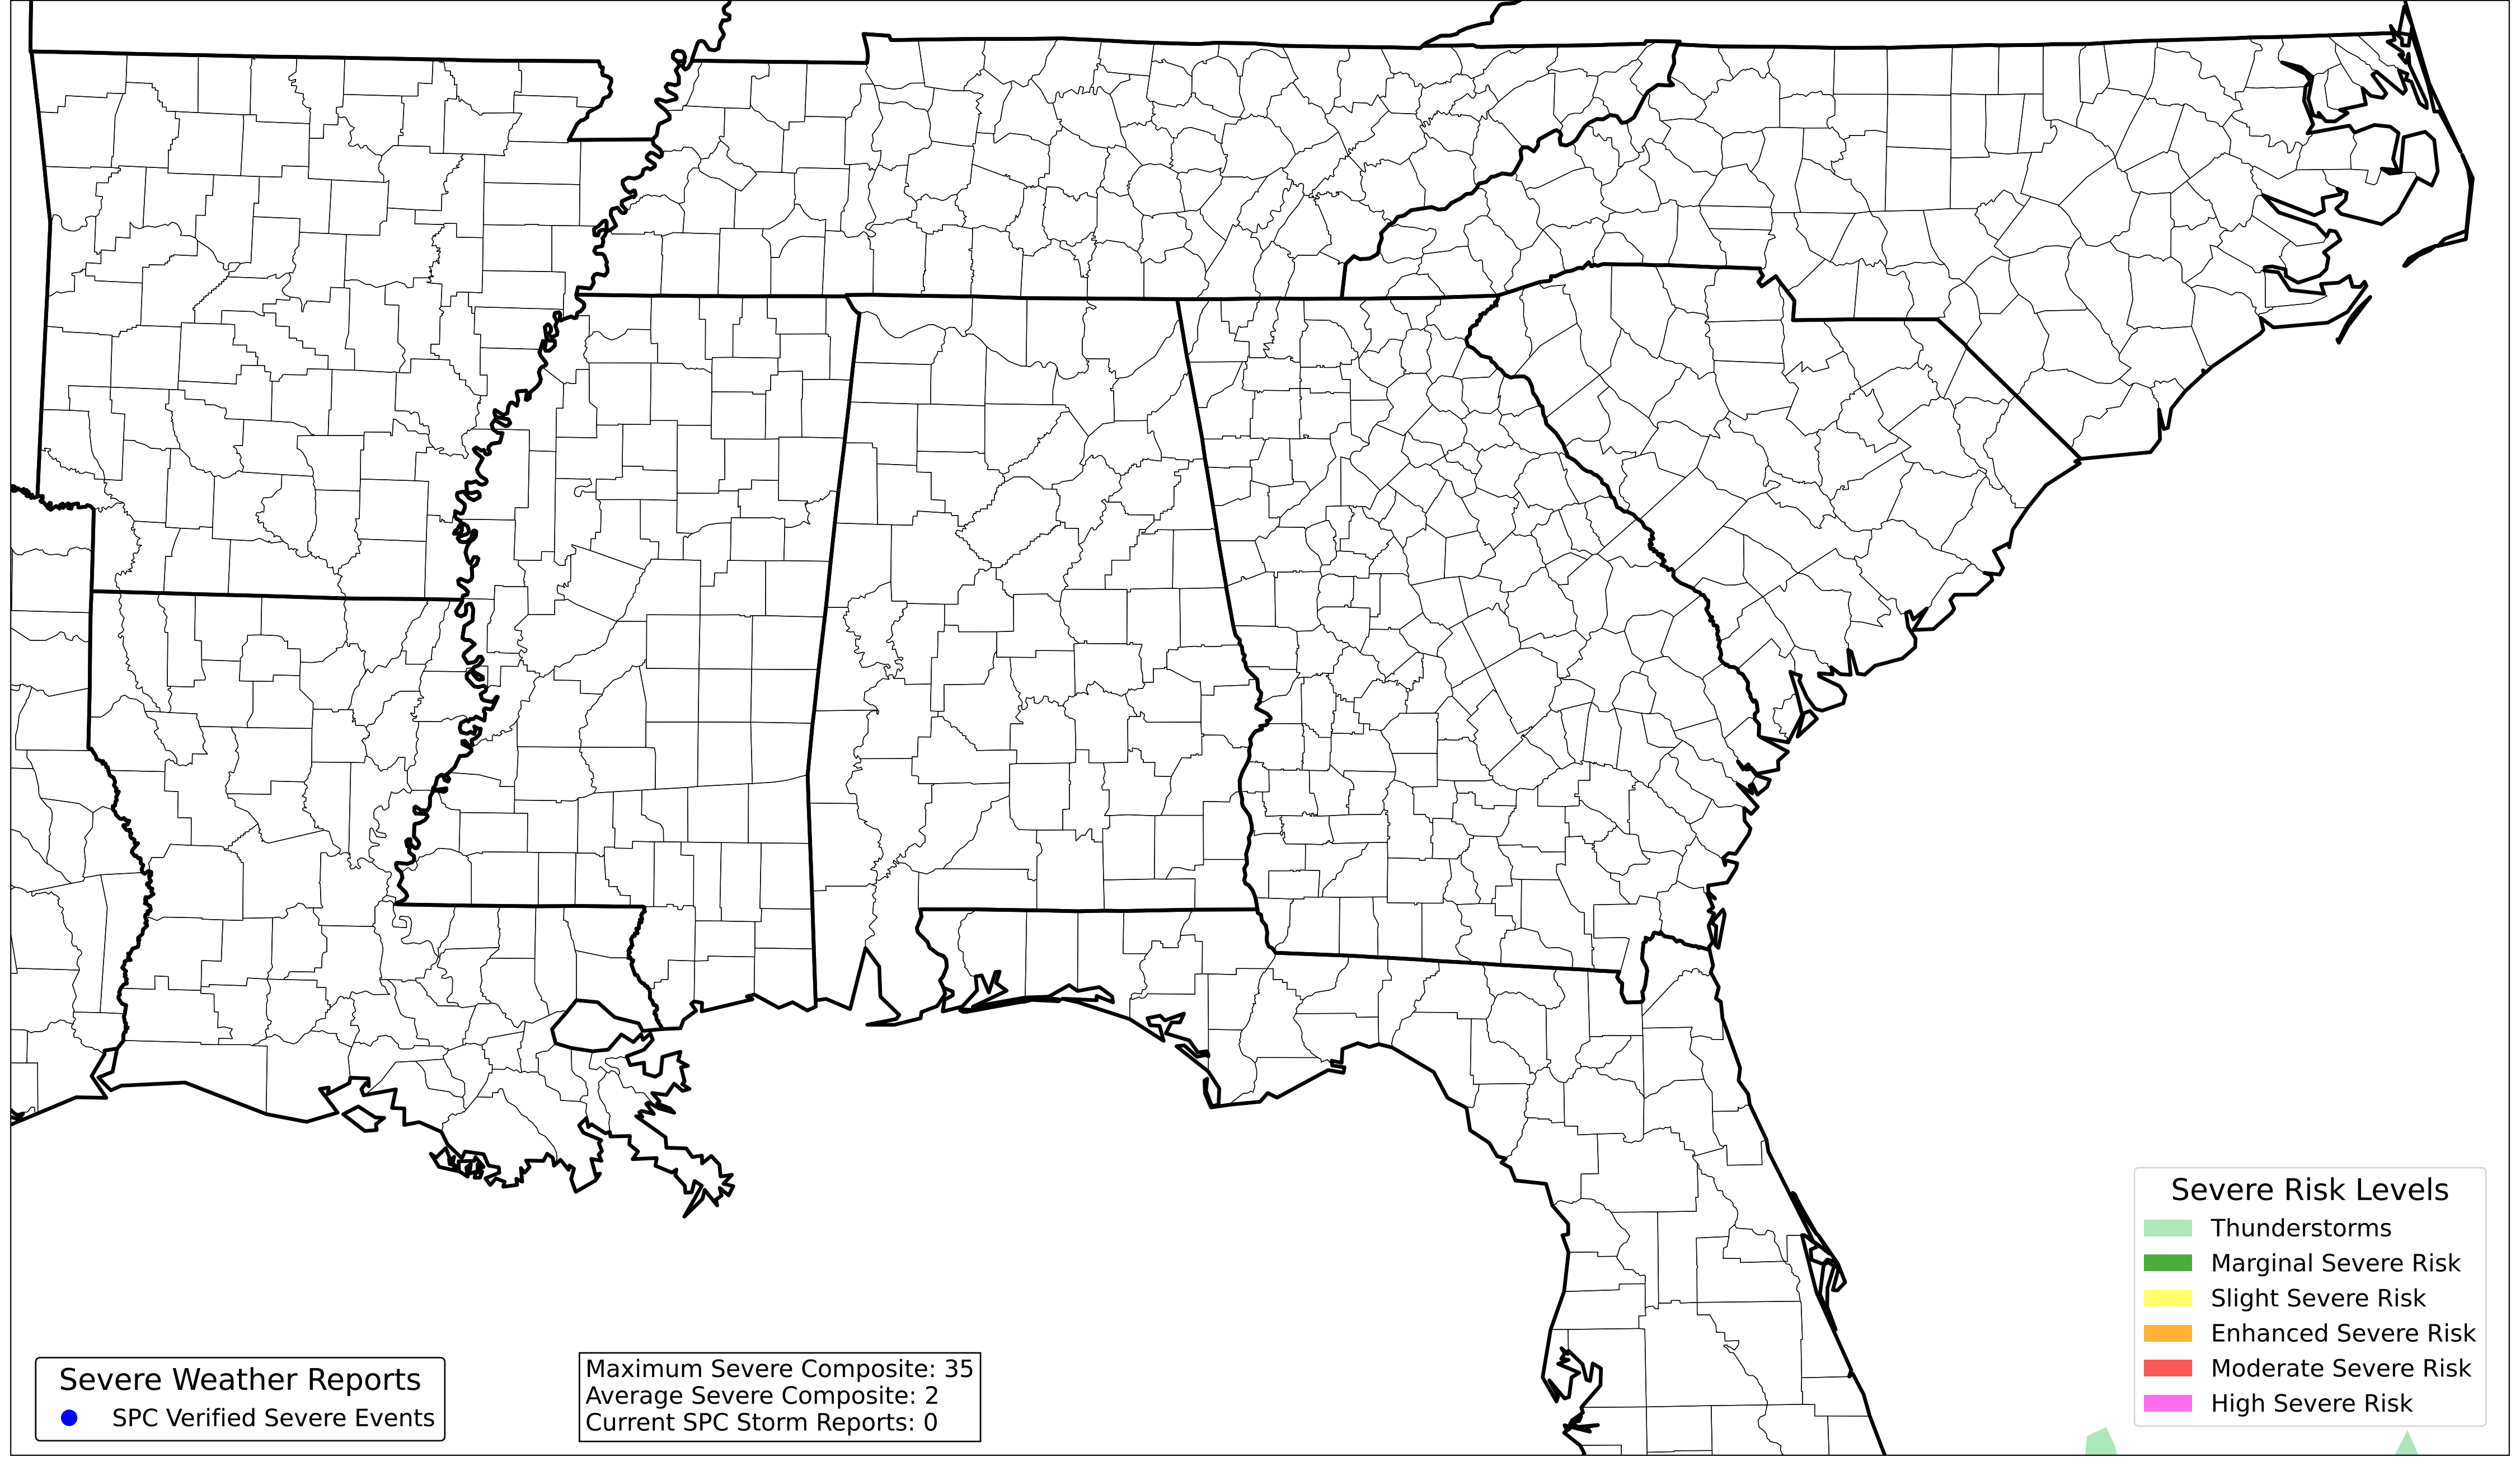 Severe Risk Levels
Thunderstorms
Marginal Severe Risk
Slight Severe Risk
Enhanced Severe Risk
Moderate Severe Risk
High Severe Risk
Severe Weather Reports
SPC Verified Severe Events
Maximum Severe Composite: 35
Average Severe Composite: 2
Current SPC Storm Reports: 0